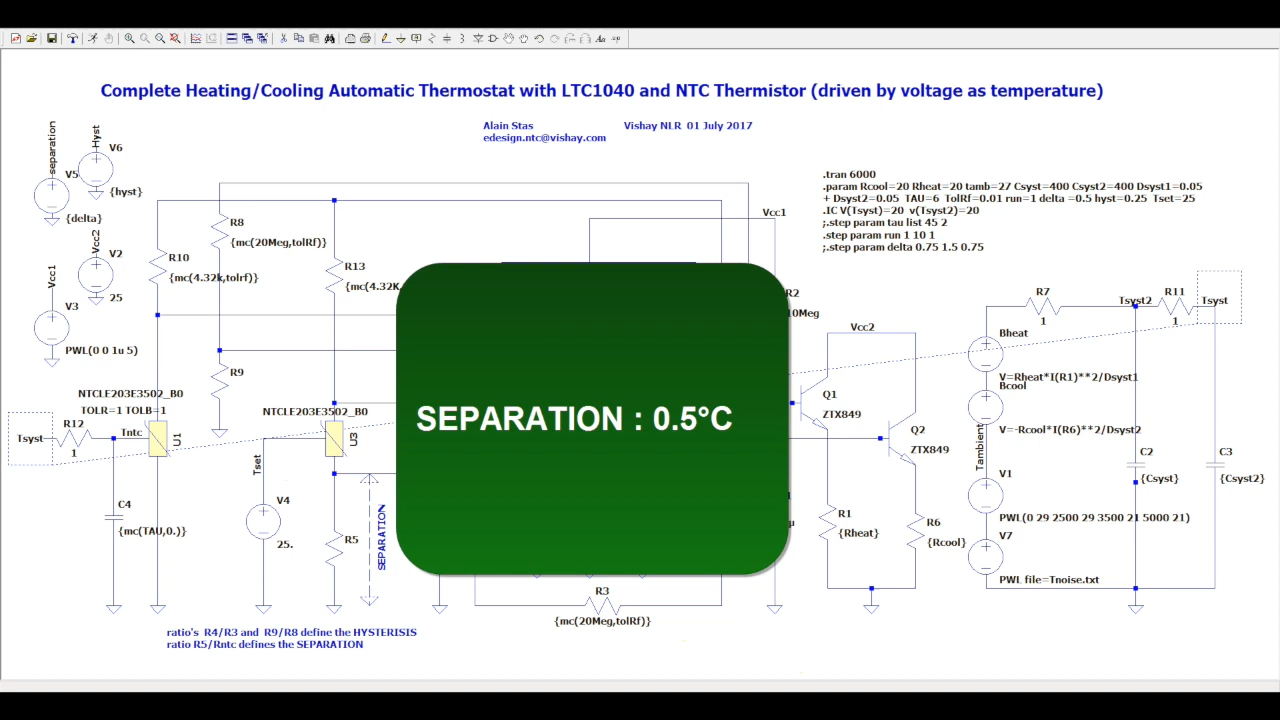 Complete Heating/Cooling Automatic Thermostat with LTC1040 and NTC Thermistor (driven by voltage as temperature)
Alain Stas
Vishay NLR 01 July 2017
edesign.ntc@vishay.com
separation
Hyst
V6
V5
{hyst}
{delta}
Vcc2
V2
Vcc1
25
V3
PWL(0 0 1u 5)
.tran 6000
.param Rcool=20 Rheat=20 tamb=27 Csyst=400 Csyst2=400 Dsyst1=0.05
+ Dsyst2=0.05 TAU=6 TolRf=0.01 run=1 delta =0.5 hyst=0.25 Tset=25
.IC V(Tsyst)=20 v(Tsyst2)=20
;.step param tau list 45 2
.step param run 1 10 1
;.step param delta 0.75 1.5 0.75
R8
{mc(20Meg,tolRf)}
R10
{mc(4.32k,tolrf)}
R13
{mc(4.32K,
Vcc1
R2
10Meg
Vcc2
R9
NTCLE203E3502_B0
TOLR=1 TOLB=1
R12
Tsyst
1
Tntc
U1
NTCLE203E3502_B0
U3
Tset
V4
25.
C4
{mc(TAU,0.)}
R5
SEPARATION
SEPARATION : 0.5°C
R3
{mc(20Meg,tolRf)}
Q1
ZTX849
Q2
ZTX849
R1
{Rheat}
R6
{Rcool}
R7
1
Tsyst2
R11
1
Tsyst
Bheat
V=Rheat*I(R1)**2/Dsyst1
Bcool
V=-Rcool*I(R6)**2/Dsyst2
Tambient
V1
PWL(0 29 2500 29 3500 21 5000 21)
V7
PWL file=Tnoise.txt
C2
{Csyst}
C3
{Csyst2}
µ
ratio's R4/R3 and R9/R8 define the HYSTERISIS
ratio R5/Rntc defines the SEPARATION